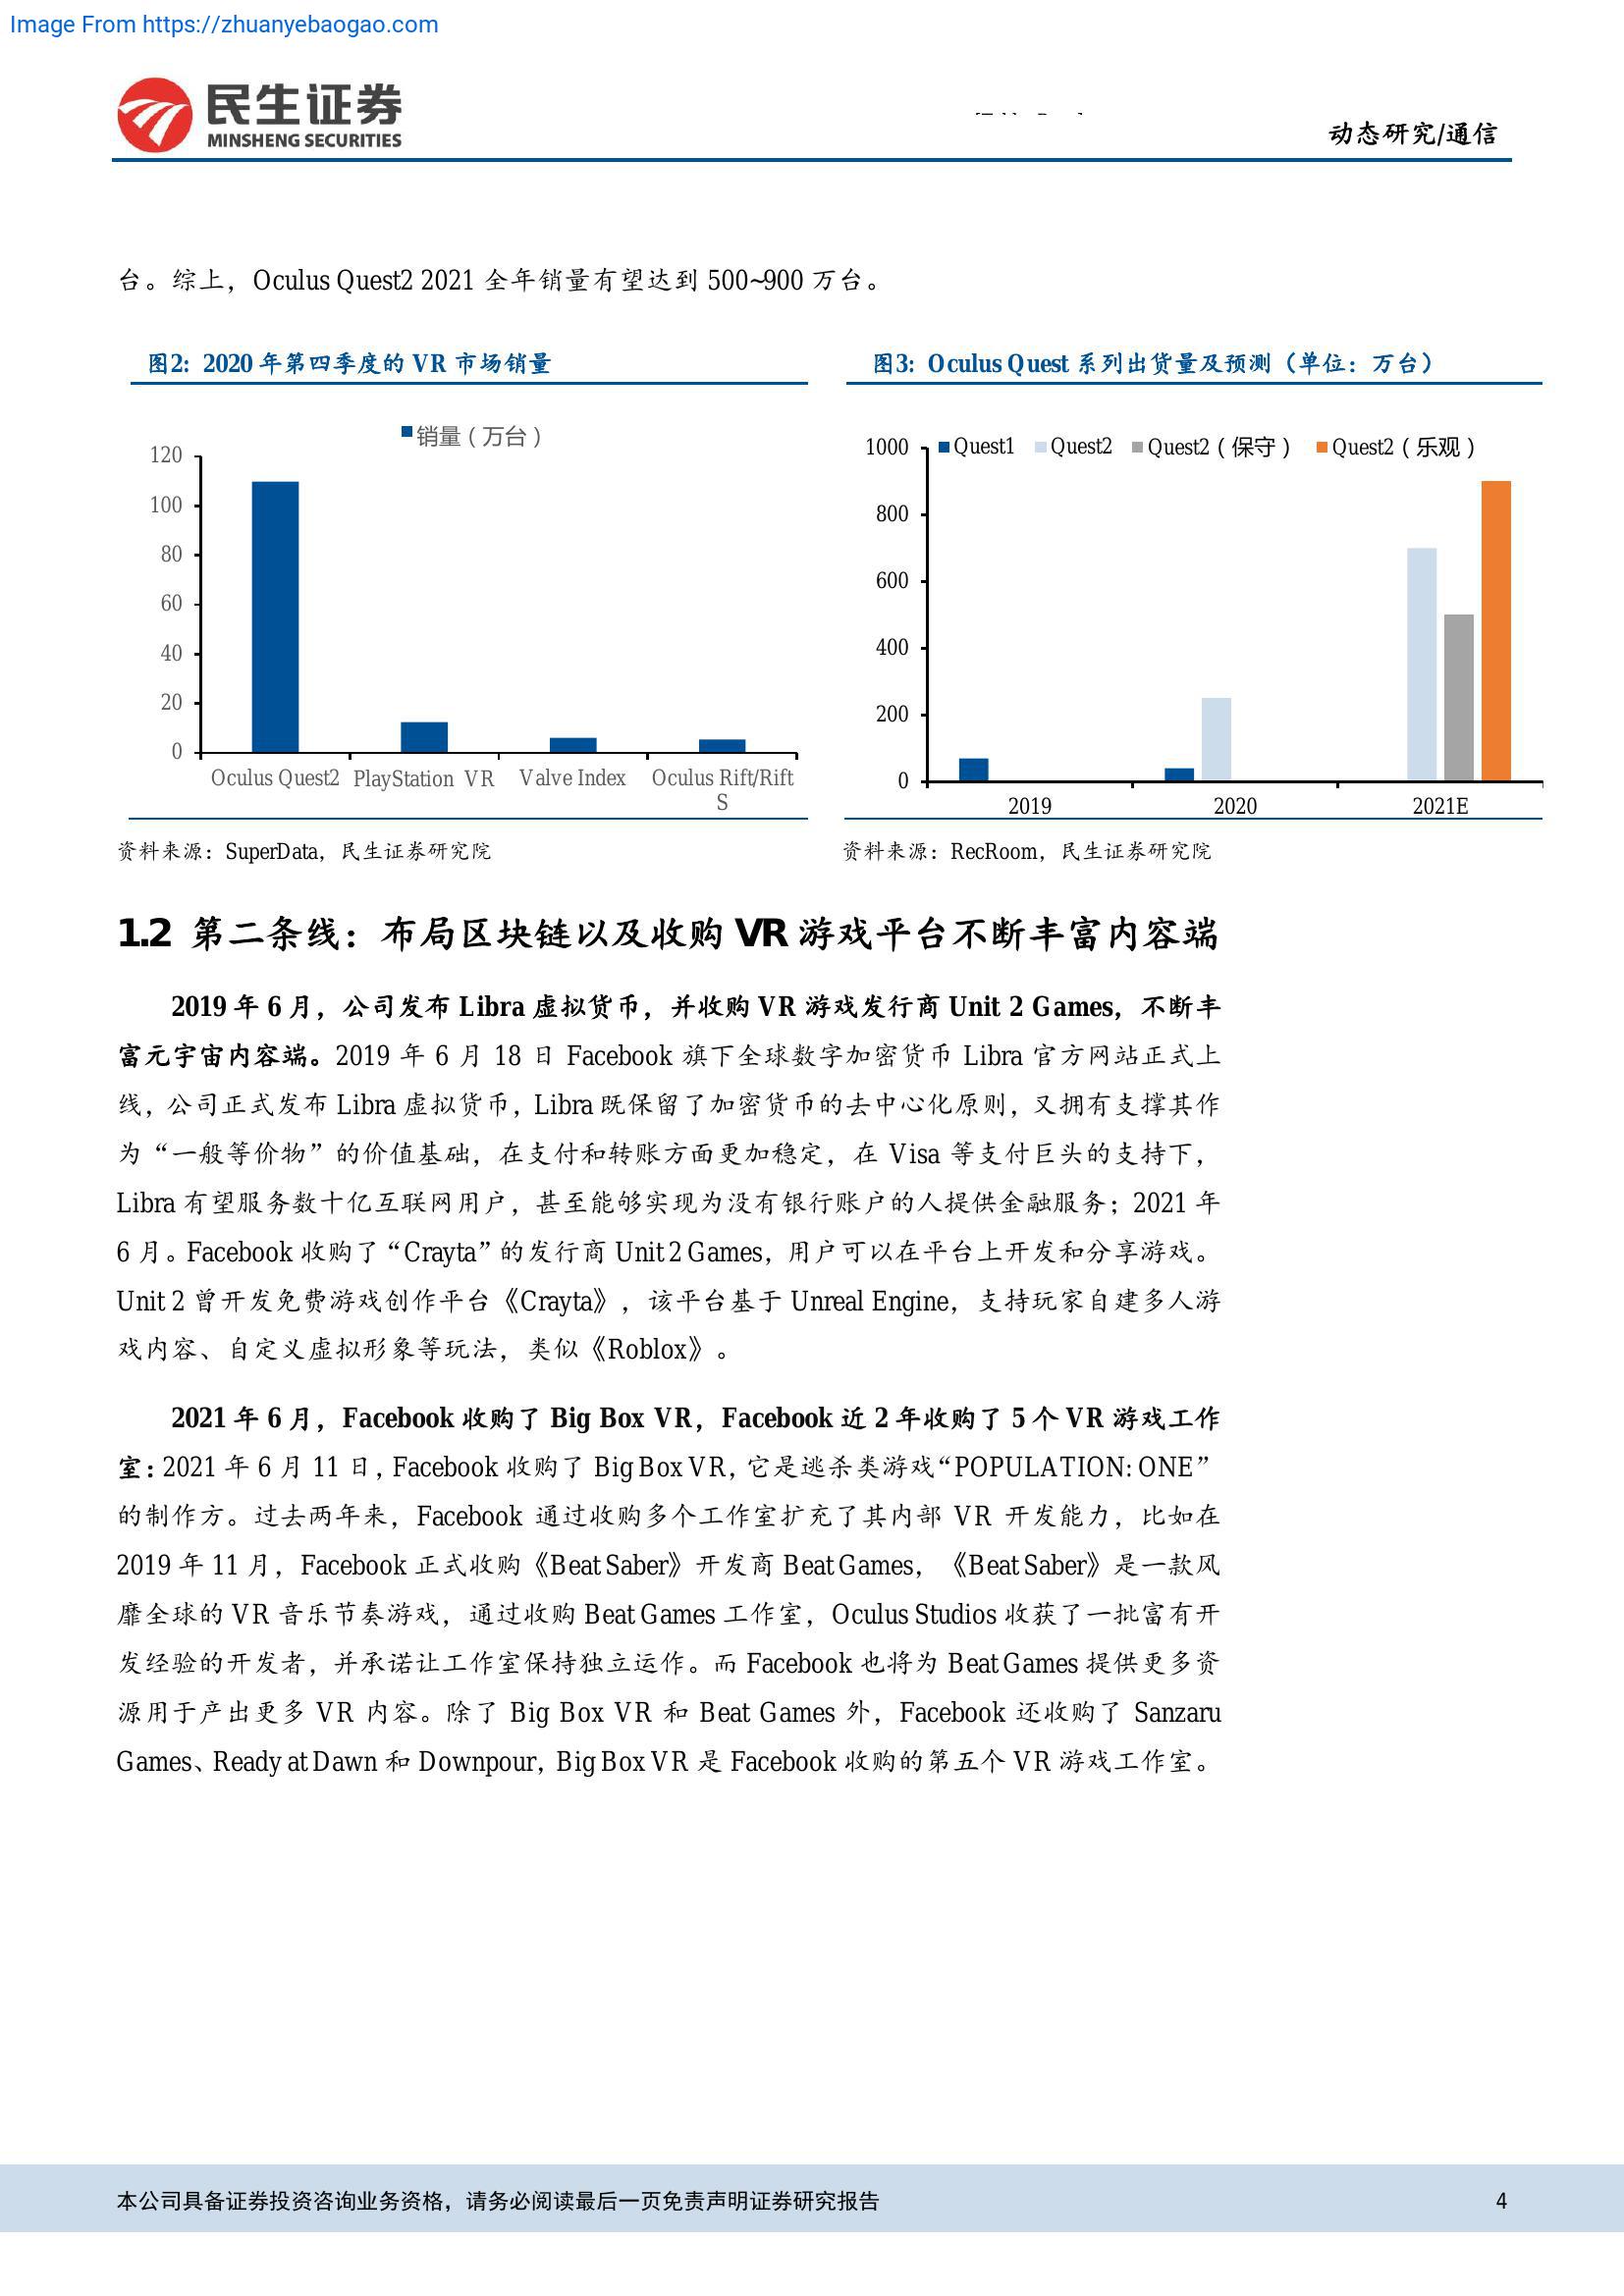 Image From https://zhuanyebaogao.com
民生证券
MINSHENG SECURITIES
动态研究/通信
台。综上，Oculus Quest2 2021 全年销量有望达到 500~900 万台。
图2: 2020 年第四季度的 VR 市场销量
销量（万台）
120
100
80
60
40
20
0
Oculus Quest2 PlayStation VR Valve Index Oculus Rift/Rift
S
资料来源：SuperData，民生证券研究院
图3: Oculus Quest 系列出货量及预测（单位：万台）
Quest1 Quest2 Quest2（保守） Quest2（乐观）
1000
800
600
400
200
0
2019 2020 2021E
资料来源：RecRoom，民生证券研究院
1.2 第二条线：布局区块链以及收购 VR 游戏平台不断丰富内容端
2019 年 6 月，公司发布 Libra 虚拟货币，并收购 VR 游戏发行商 Unit 2 Games，不断丰
富元宇宙内容端。2019 年 6 月 18 日 Facebook 旗下全球数字加密货币 Libra 官方网站正式上
线，公司正式发布 Libra 虚拟货币，Libra 既保留了加密货币的去中心化原则，又拥有支撑其作
为“一般等价物”的价值基础，在支付和转账方面更加稳定，在 Visa 等支付巨头的支持下，
Libra 有望服务数十亿互联网用户，甚至能够实现为没有银行账户的人提供金融服务；2021 年
6 月。Facebook 收购了“Crayta”的发行商 Unit 2 Games，用户可以在平台上开发和分享游戏。
Unit 2 曾开发免费游戏创作平台《Crayta》，该平台基于 Unreal Engine，支持玩家自建多人游
戏内容、自定义虚拟形象等玩法，类似《Roblox》。
2021 年 6 月，Facebook 收购了 Big Box VR，Facebook 近 2 年收购了 5 个 VR 游戏工作
室：2021 年 6 月 11 日，Facebook 收购了 Big Box VR，它是逃杀类游戏“POPULATION: ONE”
的制作方。过去两年来，Facebook 通过收购多个工作室扩充了其内部 VR 开发能力，比如在
2019 年 11 月，Facebook 正式收购《Beat Saber》开发商 Beat Games，《Beat Saber》是一款风
靡全球的 VR 音乐节奏游戏，通过收购 Beat Games 工作室，Oculus Studios 收获了一批富有开
发经验的开发者，并承诺让工作室保持独立运作。而 Facebook 也将为 Beat Games 提供更多资
源用于产出更多 VR 内容。除了 Big Box VR 和 Beat Games 外，Facebook 还收购了 Sanzaru
Games、Ready at Dawn 和 Downpour，Big Box VR 是 Facebook 收购的第五个 VR 游戏工作室。
本公司具备证券投资咨询业务资格，请务必阅读最后一页免责声明证券研究报告
4